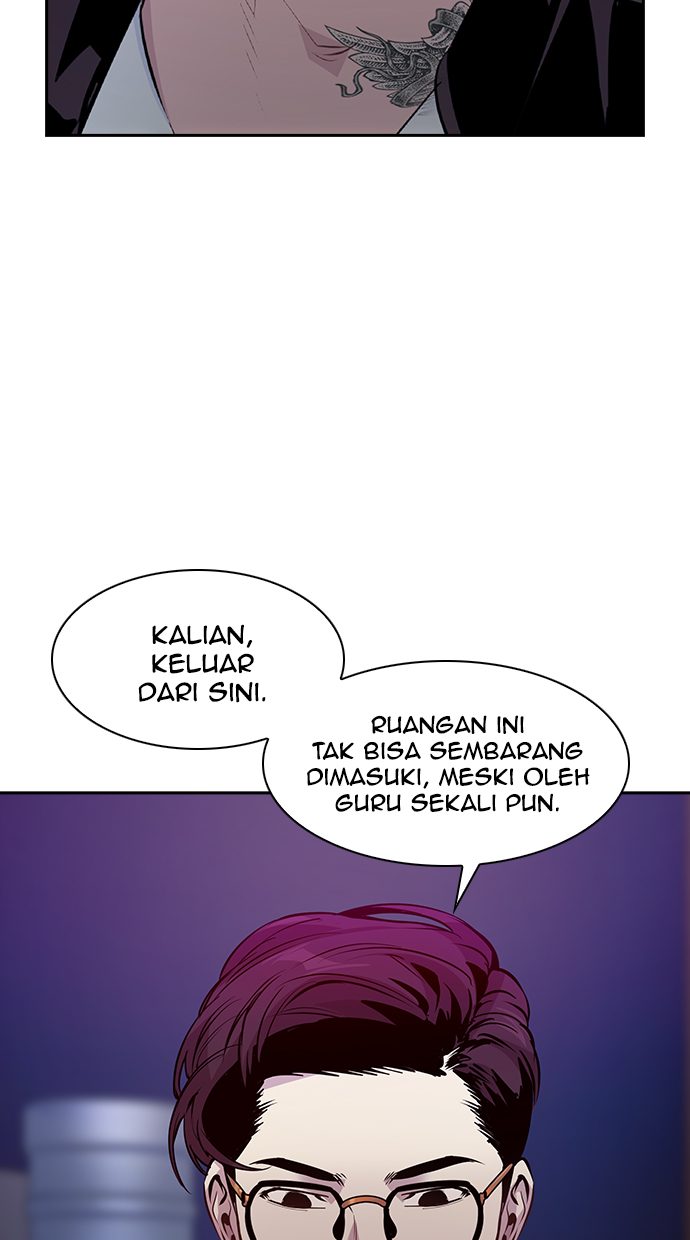 KALIAN,
KELUAR
DARI SINI.
RUANGAN INI
TAK BISA SEMBARANG
DIMASUKI, MESKI OLEH
GURU SEKALI PUN.